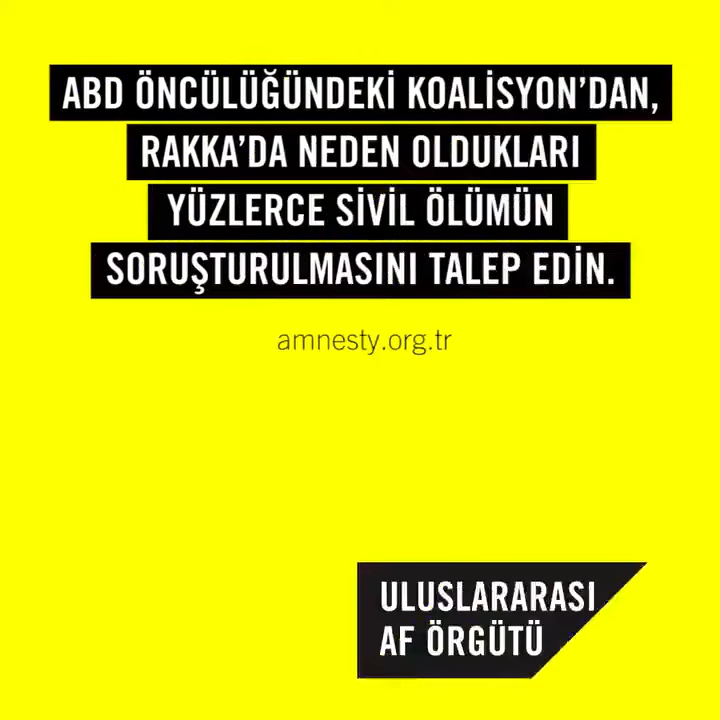 ABD ÖNCÜLÜĞÜNDEKİ KOALİSYON’DAN,
RAKKA’DA NEDEN OLDUKLARI
YÜZLERCE SİVİL ÖLÜMÜN
SORUŞTURULMASINI TALEP EDİN.
amnesty.org.tr
ULUSLARARASI
AF ÖRGÜTÜ